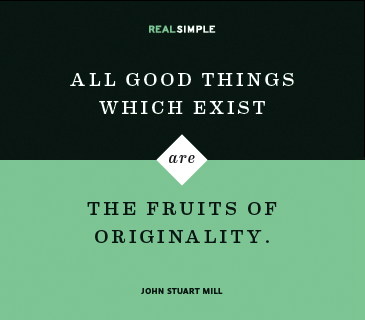 REALSIMPLE
ALL GOOD THINGS
WHICH EXIST
are
THE FRUITS OF
ORIGINALITY.
JOHN STUART MILL